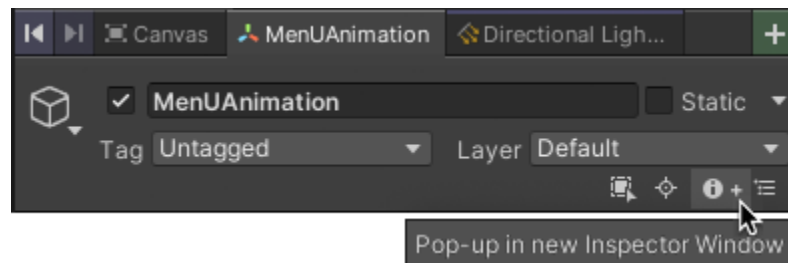 Canvas MenUAnimation Directional Ligh...
MenUAnimation Static
Tag Untagged Layer Default
Pop-up in new Inspector Window